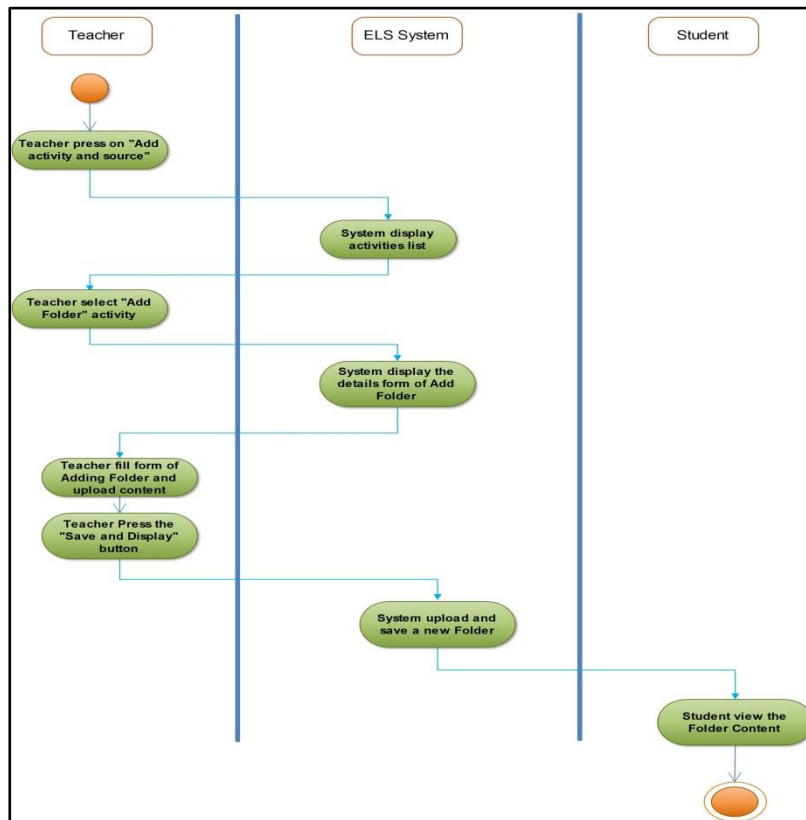 Teacher
ELS System
Student
Teacher press on "Add
activity and source"
System display
activities list
Teacher select "Add
Folder" activity
System display the
details form of Add
Folder
Teacher fill form of
Adding Folder and
upload content
Teacher Press the
"Save and Display"
button
System upload and
save a new Folder
Student view the
Folder Content